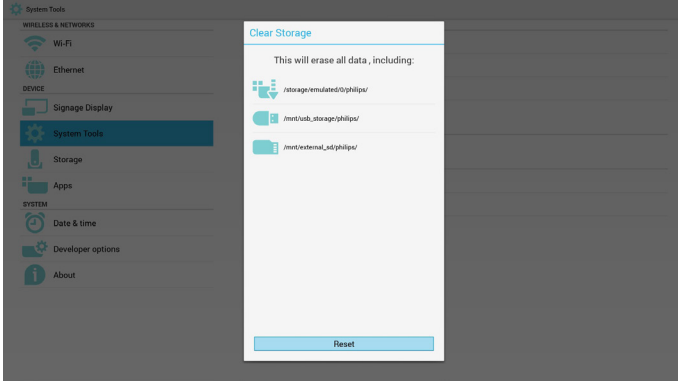 System Tools
WIRELESS & NETWORKS
Wi-Fi
Ethernet
DEVICE
Signage Display
System Tools
Storage
Apps
SYSTEM
Date & time
Developer options
About
Clear Storage
This will erase all data , including:
/storage/emulated/0/philips/
/mnt/usb_storage/philips/
/mnt/external_sd/philips/
Reset